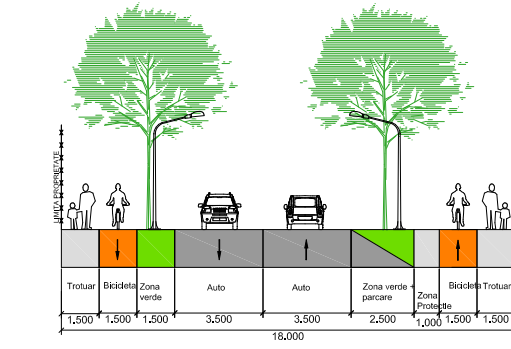 LIMITA PROPRIETATE
Trotuar
Bicicleta
Zona
verde
Auto
Auto
Zona verde +
parcare
Zona
Protectie
Bicicleta
Trotuar
1.500
1.500
1.500
3.500
3.500
2.500
1.000
1.500
1.500
18.000